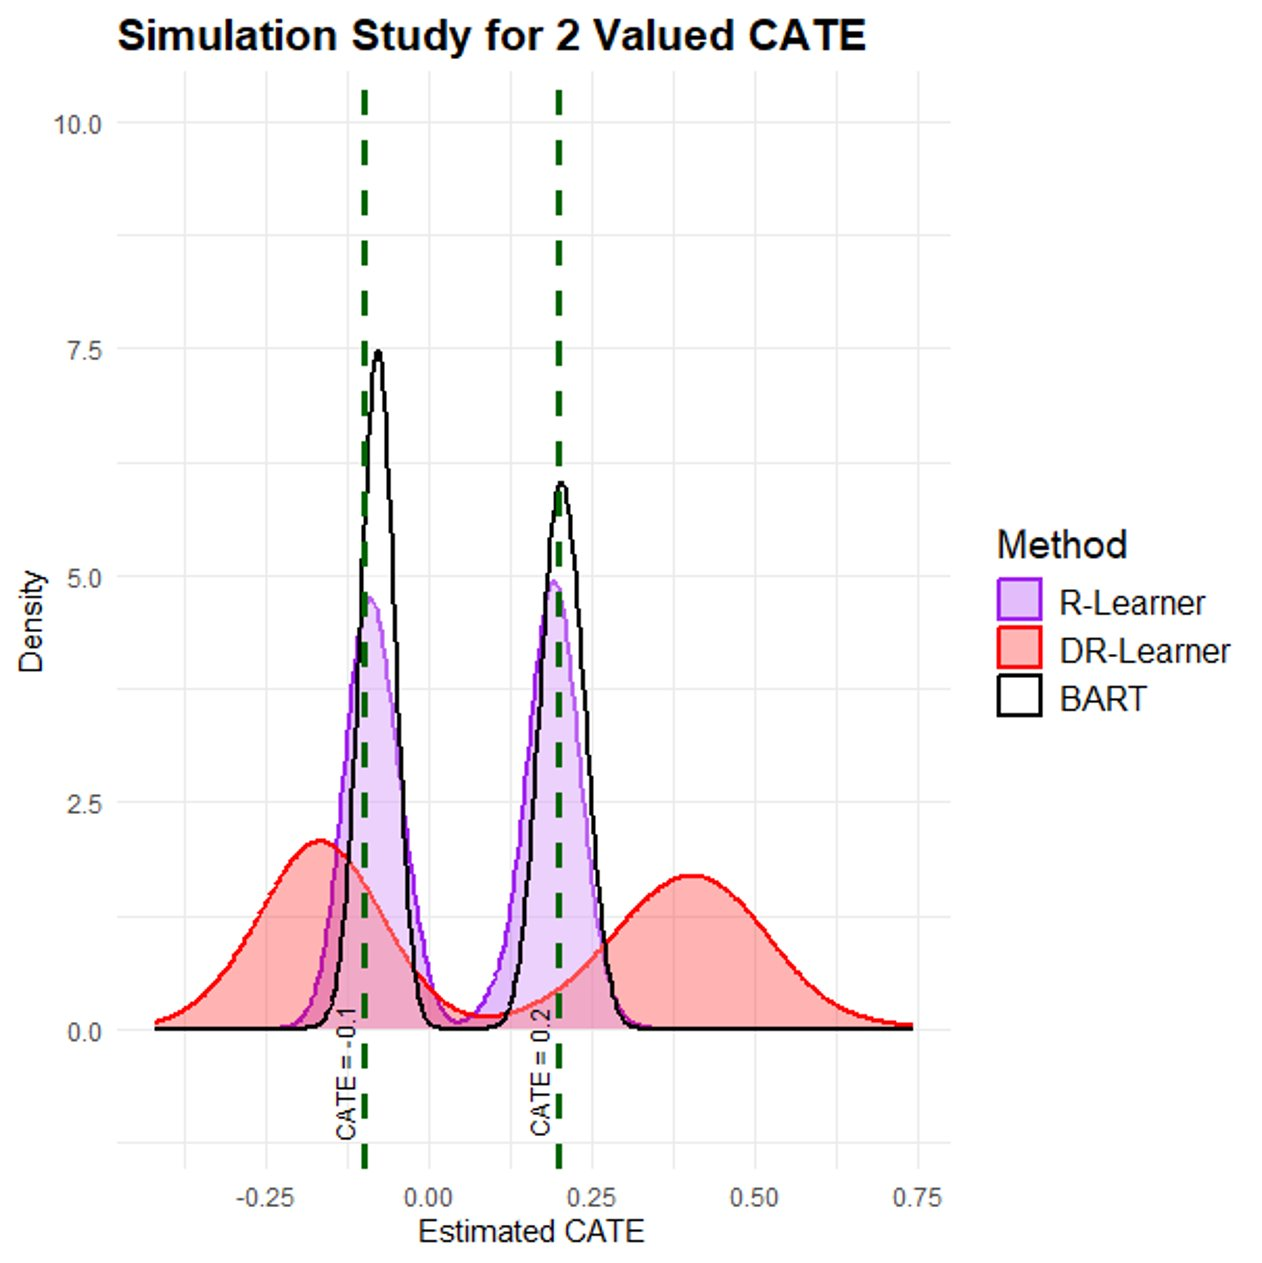 Simulation Study for 2 Valued CATE
10.0
7.5
5.0
2.5
0.0
Density
CATE = -0.1
CATE = 0.2
-0.25
0.00
0.25
0.50
0.75
Estimated CATE
Method
R-Learner
DR-Learner
BART